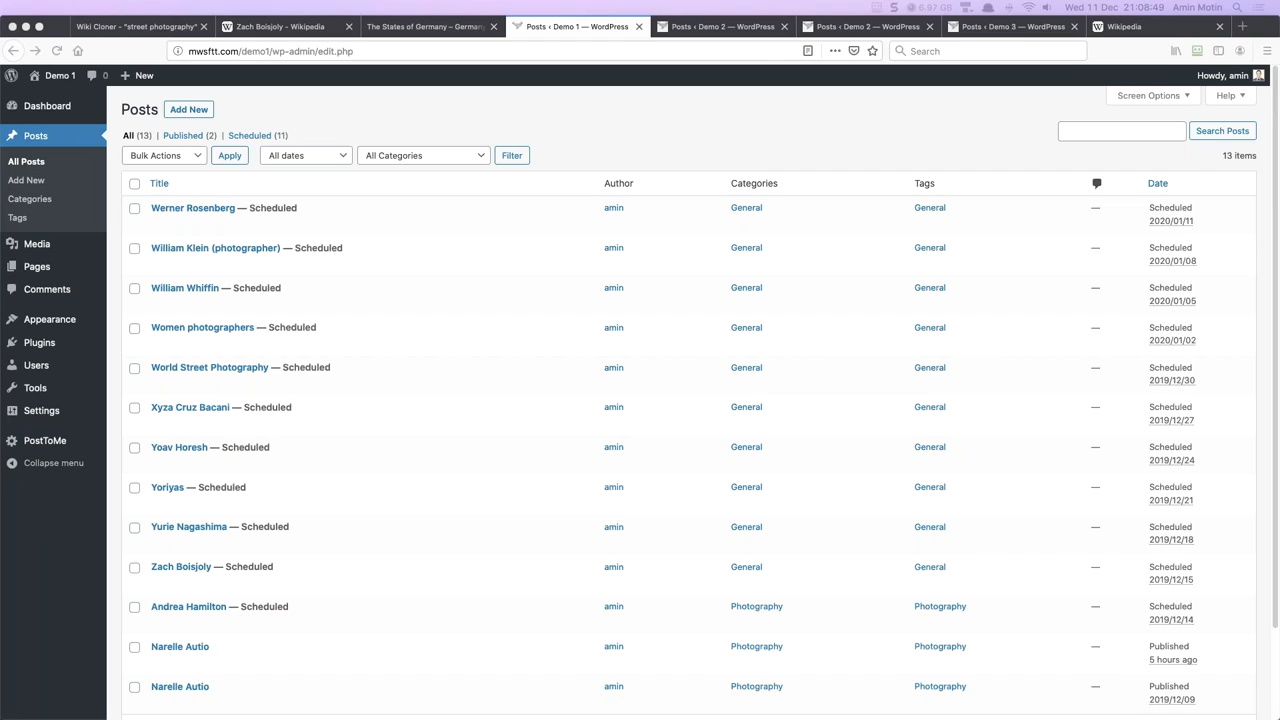 6.97 GB Wed 11 Dec 21:08:49 Amin Motin
Wiki Cloner - "street photography" Zach Boisjoly - Wikipedia The States of Germany – German Posts ‹ Demo 1 — WordPress Posts ‹ Demo 2 — WordPress Posts ‹ Demo 2 — WordPress Posts ‹ Demo 3 — WordPress Wikipedia
mwsftt.com/demo1/wp-admin/edit.php Search
Demo 1 0 New Howdy, amin
Dashboard
Posts
All Posts
Add New
Categories
Tags
Media
Pages
Comments
Appearance
Plugins
Users
Tools
Settings
PostToMe
Collapse menu
Screen Options Help
Posts Add New
All (13) | Published (2) | Scheduled (11)
Search Posts
Bulk Actions Apply All dates All Categories Filter 13 items
Title Author Categories Tags Date
Werner Rosenberg — Scheduled amin General General — Scheduled
2020/01/11
William Klein (photographer) — Scheduled amin General General — Scheduled
2020/01/08
William Whiffin — Scheduled amin General General — Scheduled
2020/01/05
Women photographers — Scheduled amin General General — Scheduled
2020/01/02
World Street Photography — Scheduled amin General General — Scheduled
2019/12/30
Xyza Cruz Bacani — Scheduled amin General General — Scheduled
2019/12/27
Yoav Horesh — Scheduled amin General General — Scheduled
2019/12/24
Yoriyas — Scheduled amin General General — Scheduled
2019/12/21
Yurie Nagashima — Scheduled amin General General — Scheduled
2019/12/18
Zach Boisjoly — Scheduled amin General General — Scheduled
2019/12/15
Andrea Hamilton — Scheduled amin Photography Photography — Scheduled
2019/12/14
Narelle Autio amin Photography Photography — Published
5 hours ago
Narelle Autio amin Photography Photography — Published
2019/12/09